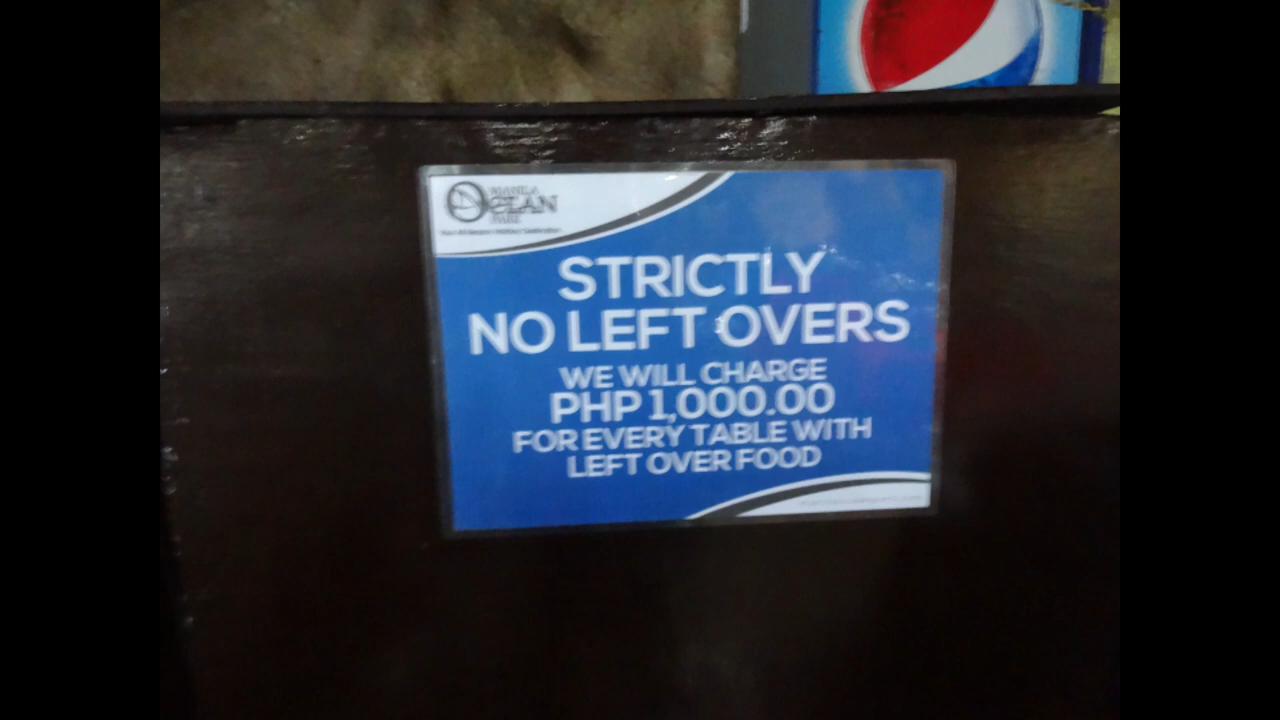 MANILA
OCEAN
PARK
STRICTLY
NO LEFT OVERS
WE WILL CHARGE
PHP 1,000.00
FOR EVERY TABLE WITH
LEFT OVER FOOD